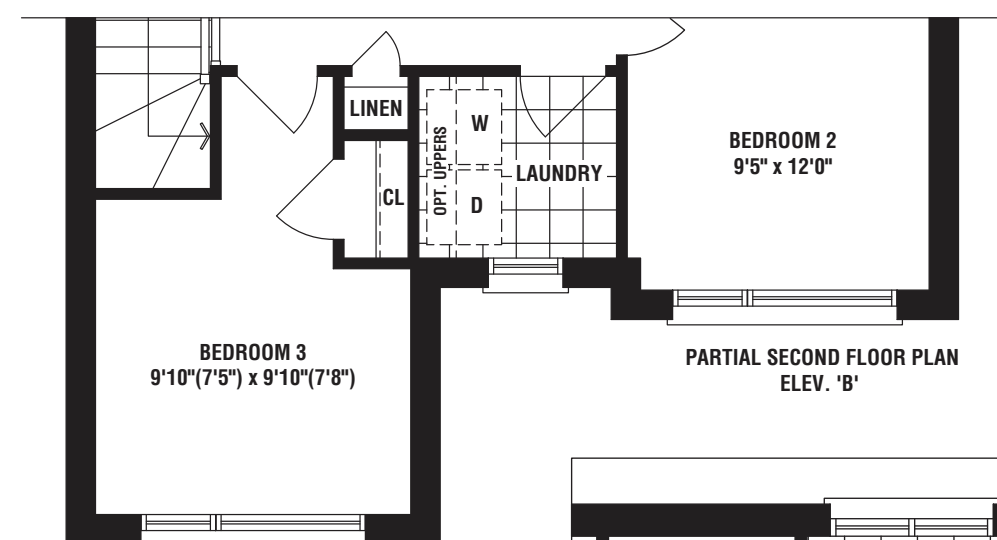 LINEN
W
OPT. UPPERS
LAUNDRY
CL
D
BEDROOM 2
9'5" x 12'0"
BEDROOM 3
9'10"(7'5") x 9'10"(7'8")
PARTIAL SECOND FLOOR PLAN
ELEV. 'B'